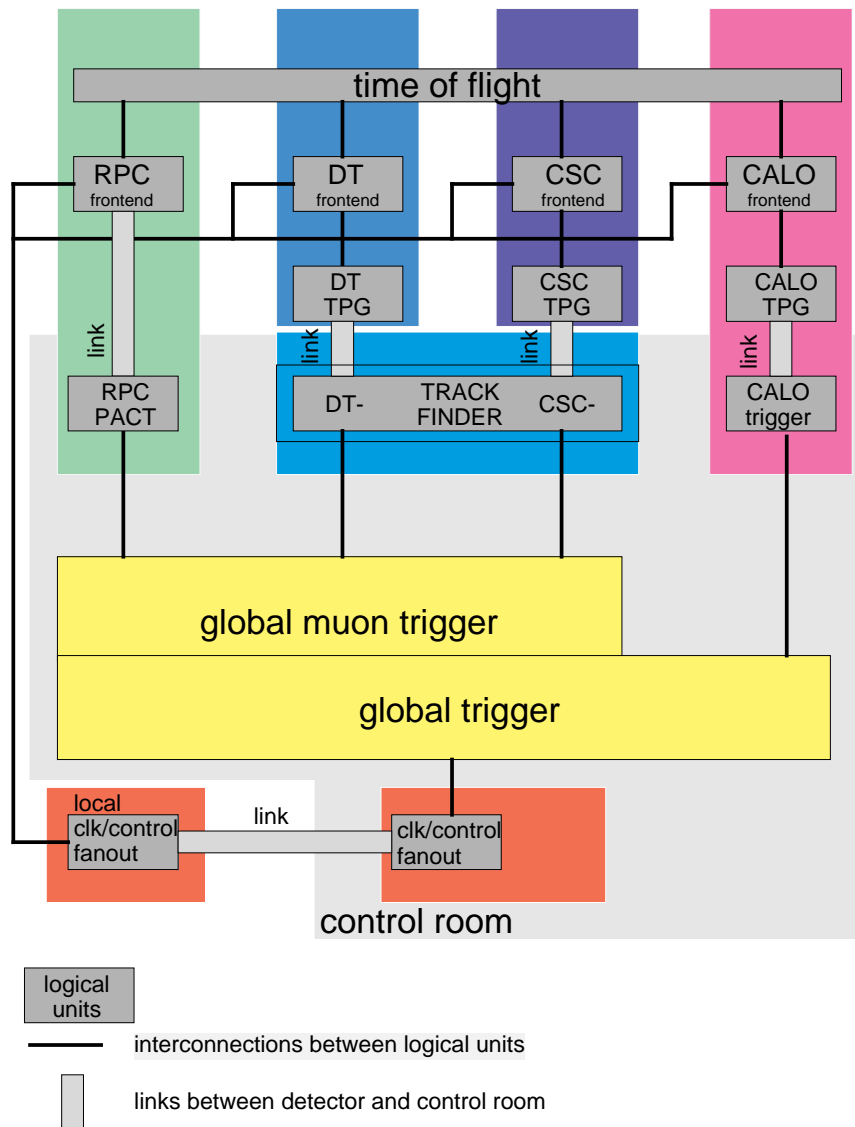 time of flight
RPC
frontend
DT
frontend
CSC
frontend
CALO
frontend
DT
TPG
CSC
TPG
CALO
TPG
link
link
link
link
RPC
PACT
DT- TRACK CSC-
FINDER
CALO
trigger
global muon trigger
global trigger
local
clk/control
fanout
link
clk/control
fanout
control room
logical
units
interconnections between logical units
links between detector and control room